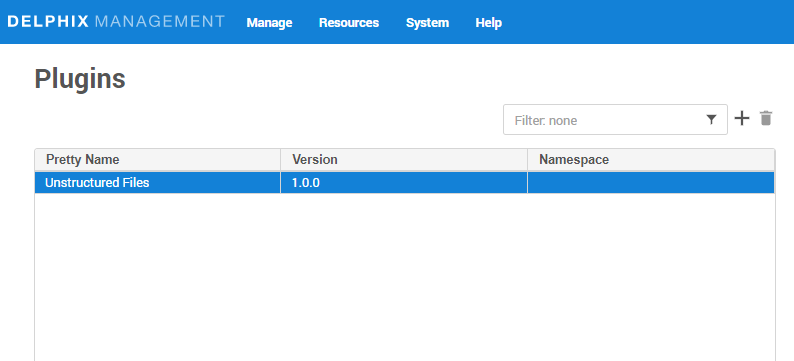 DELPHIX MANAGEMENT Manage Resources System Help
Plugins
Filter: none
Pretty Name Version Namespace
Unstructured Files 1.0.0